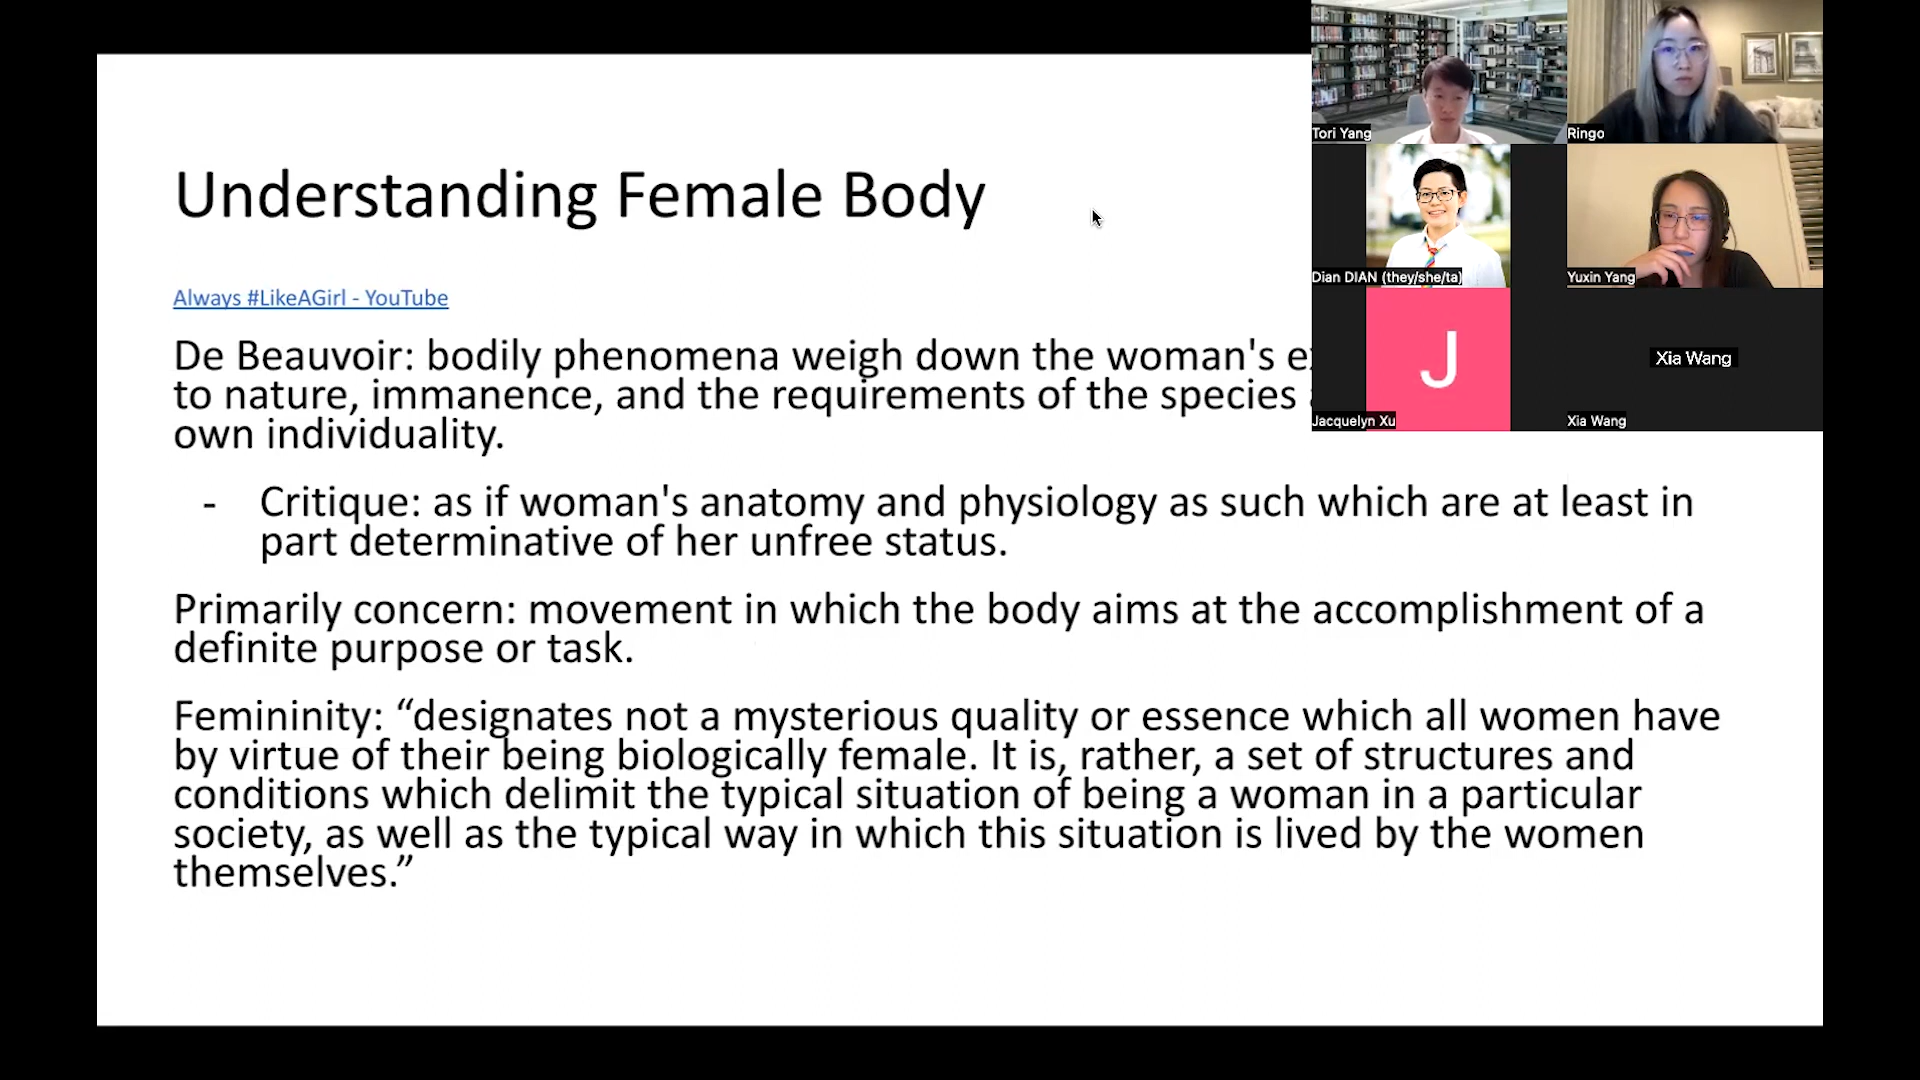 Understanding Female Body
Always #LikeAGirl - YouTube
De Beauvoir: bodily phenomena weigh down the woman's
to nature, immanence, and the requirements of the species
own individuality.
- Critique: as if woman's anatomy and physiology as such which are at least in
part determinative of her unfree status.
Primarily concern: movement in which the body aims at the accomplishment of a
definite purpose or task.
Femininity: “designates not a mysterious quality or essence which all women have
by virtue of their being biologically female. It is, rather, a set of structures and
conditions which delimit the typical situation of being a woman in a particular
society, as well as the typical way in which this situation is lived by the women
themselves.”
Tori Yang
Ringo
Dian DIAN (they/she/ta)
Yuxin Yang
J
Jacquelyn Xu
Xia Wang
Xia Wang